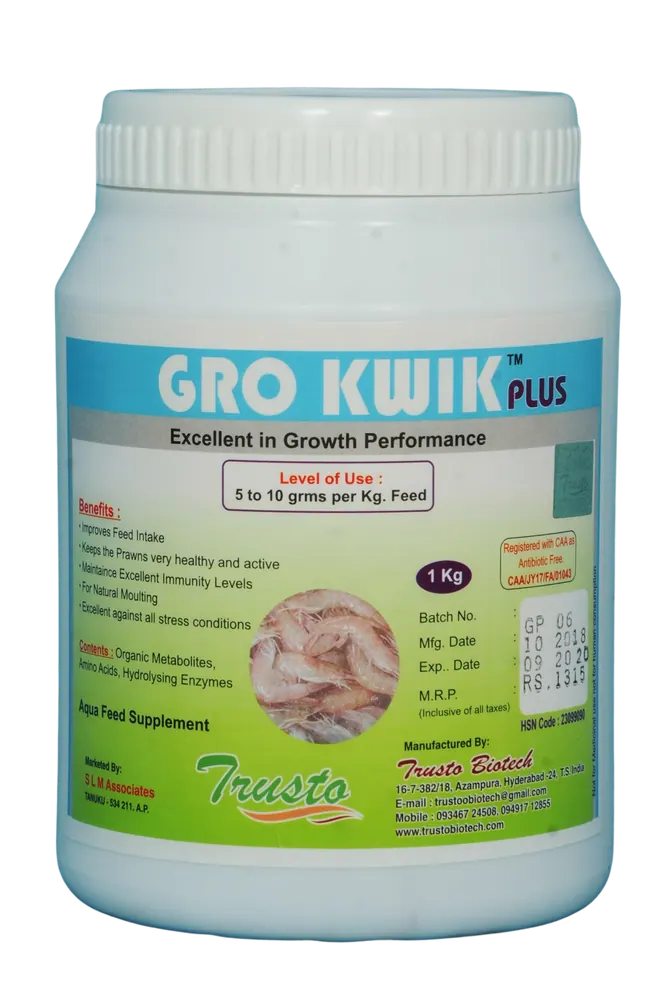 GRO KWIK™ PLUS
Excellent in Growth Performance
Level of Use :
5 to 10 grms per Kg. Feed
Benefits :
• Improves Feed Intake
• Keeps the Prawns very healthy and active
• Maintaince Excellent Immunity Levels
• For Natural Moulting
• Excellent against all stress conditions
Contents : Organic Metabolites,
Amino Acids, Hydrolysing Enzymes
Aqua Feed Supplement
Marketed By:
S L M Associates
TANUKU - 534 211. A.P.
Trusto
Registered with CAA as
Antibiotic Free.
CAA/JY17/FA/01043
1 Kg
Batch No. : GP 06
Mfg. Date : 10 2018
Exp.. Date : 09 2020
M.R.P. : RS.1315
(Inclusive of all taxes)
HSN Code : 23099090
Manufactured By:
Trusto Biotech
16-7-382/18, Azampura, Hyderabad -24, T.S. India
E-mail : trustoobiotech@gmail.com
Mobile : 093467 24508, 094917 12855
www.trustobiotech.com
Not for Medicinal use not for human consumption.